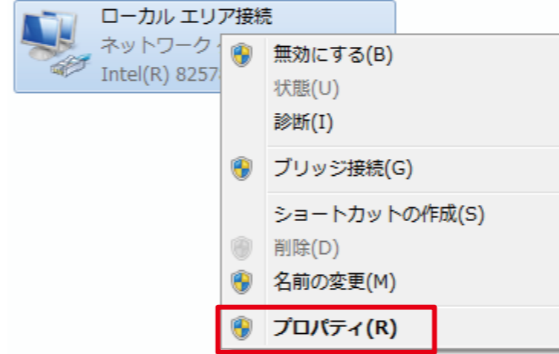 ローカル エリア接続
ネットワーク
Intel(R) 8257
無効にする(B)
状態(U)
診断(I)
ブリッジ接続(G)
ショートカットの作成(S)
削除(D)
名前の変更(M)
プロパティ(R)